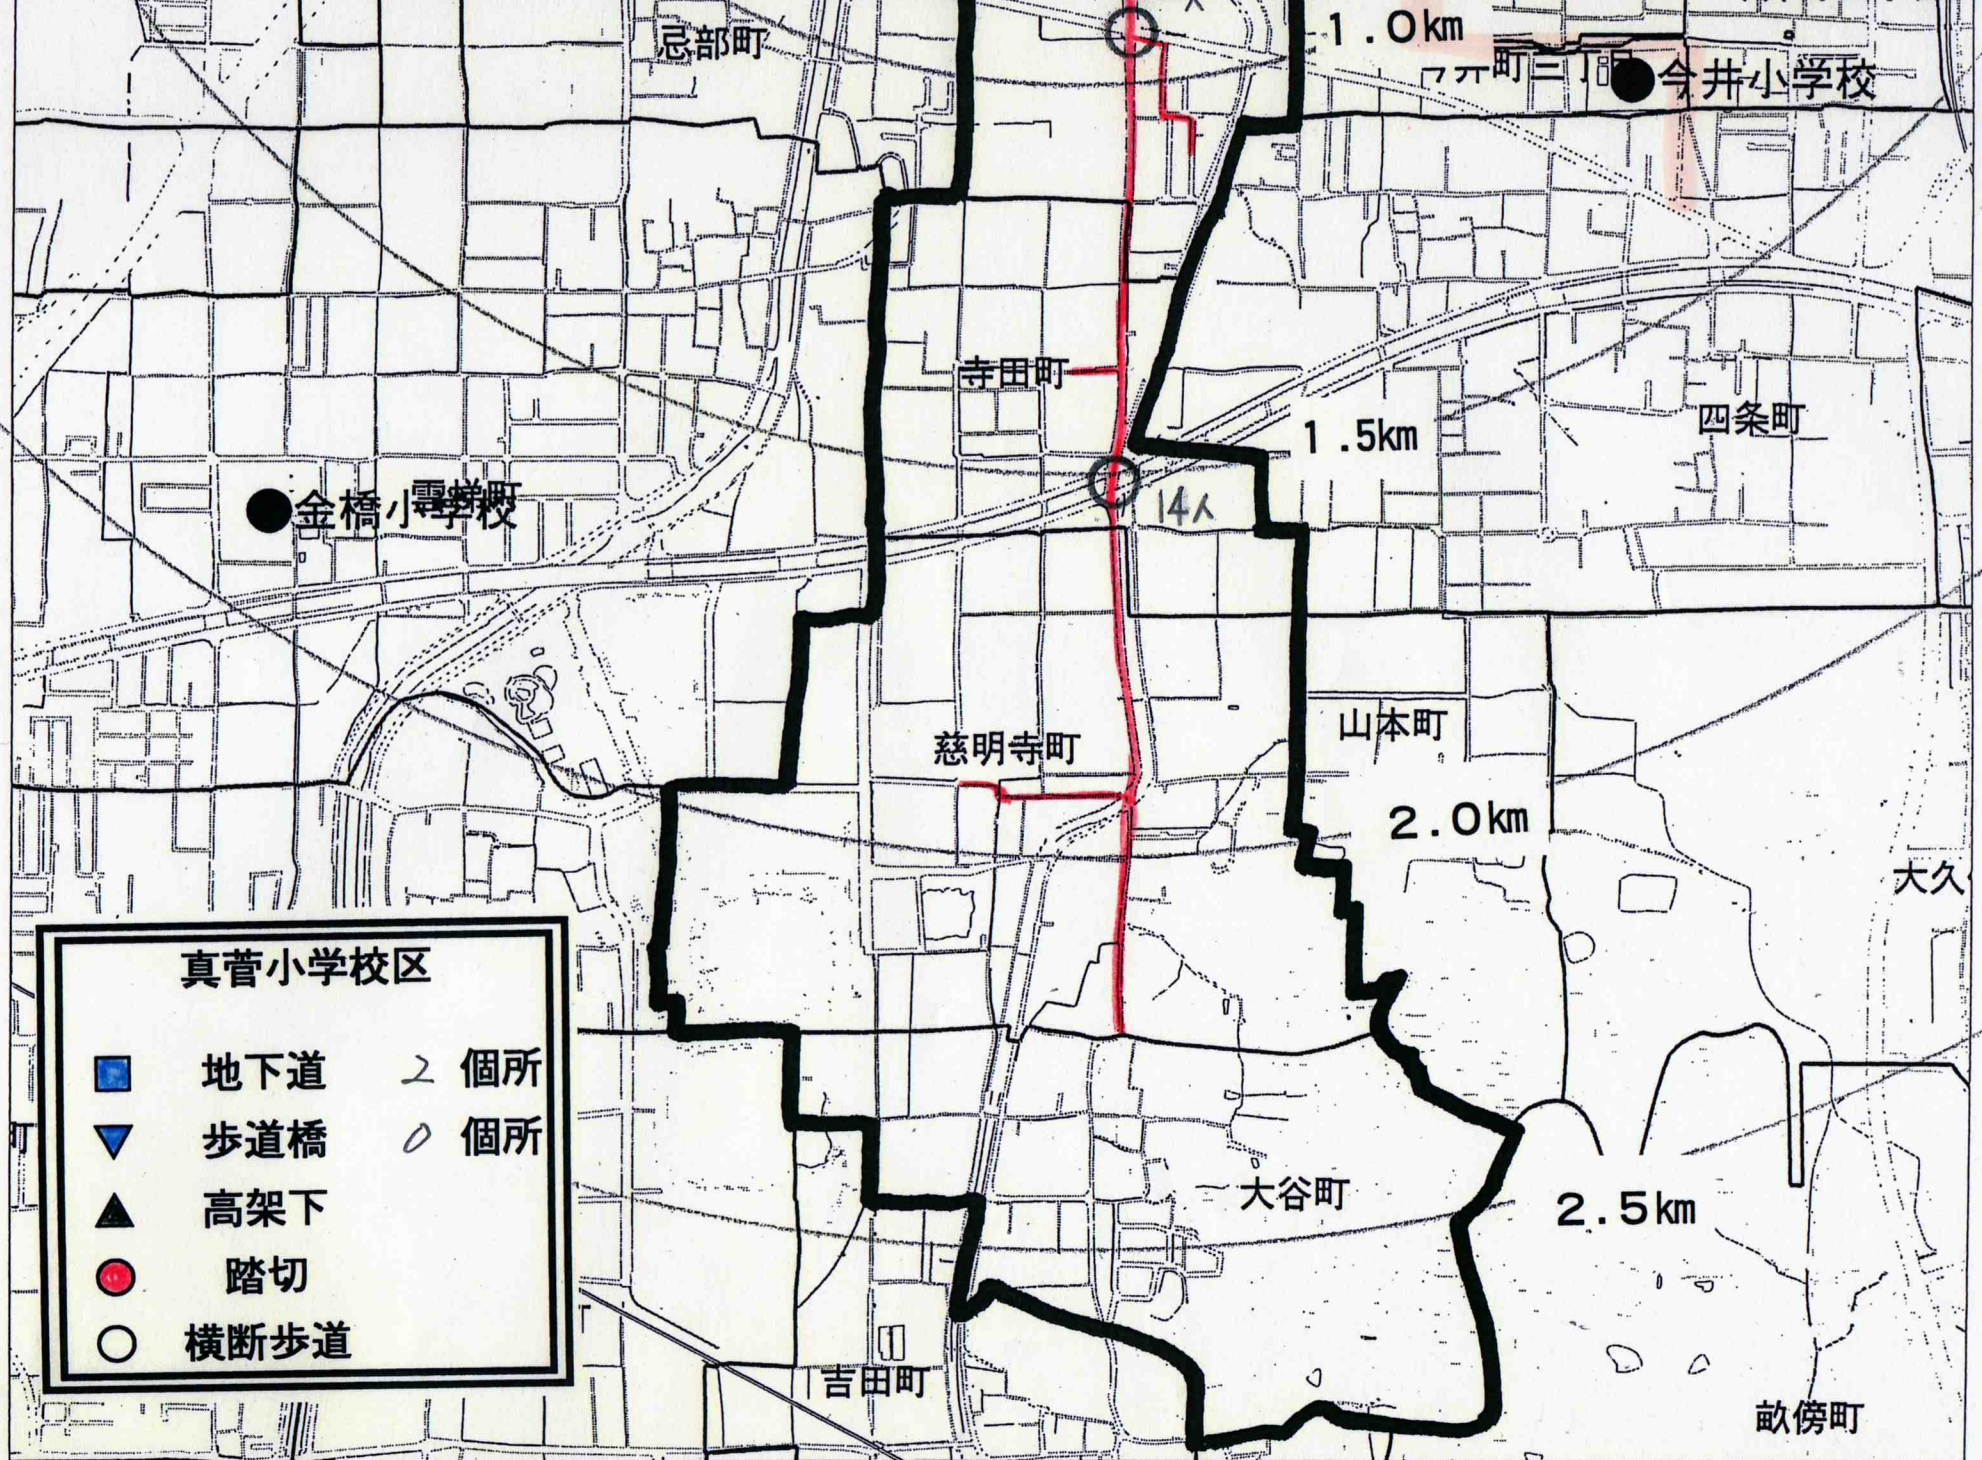 忌部町
1.0km
今井小学校
寺田町
1.5km
四条町
14人
金橋小学校
雲梯町
山本町
慈明寺町
2.0km
大久
真菅小学校区
地下道 2 個所
歩道橋 0 個所
高架下
踏切
横断歩道
大谷町
2.5km
吉田町
畝傍町